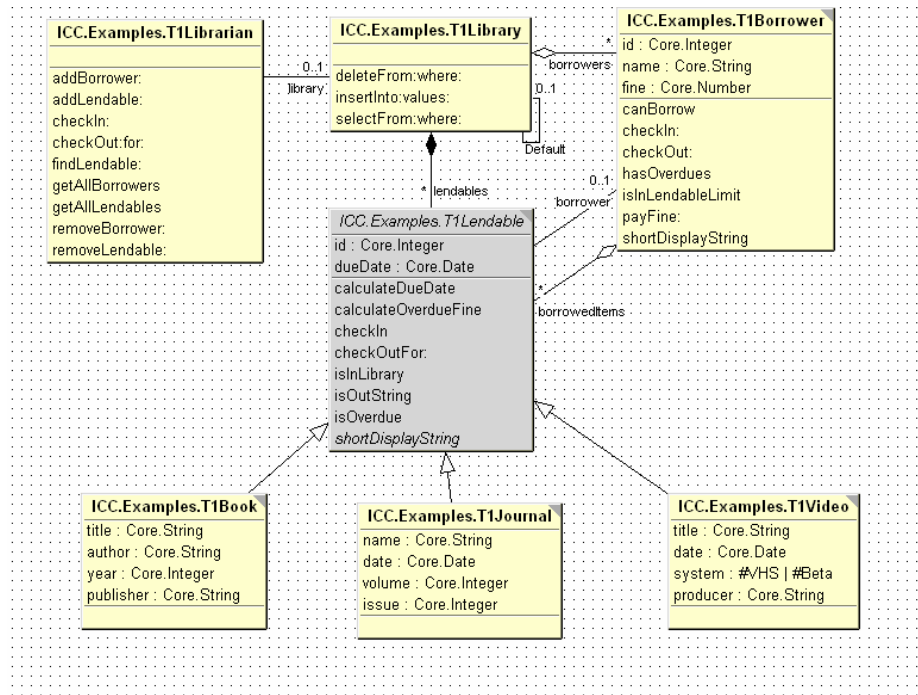 ICC.Examples.T1Librarian
addBorrower:
addLendable:
checkIn:
checkOut:for:
findLendable:
getAllBorrowers
getAllLendables
removeBorrower:
removeLendable:
0..1
library
ICC.Examples.T1Library
deleteFrom:where:
insertInto:values:
selectFrom:where:
0..1
Default
*
borrowers
ICC.Examples.T1Borrower
id : Core.Integer
name : Core.String
fine : Core.Number
canBorrow
checkIn:
checkOut:
hasOverdues
isInLendableLimit
payFine:
shortDisplayString
* lendables
0..1
borrower
*
borrowedItems
ICC.Examples.T1Lendable
id : Core.Integer
dueDate : Core.Date
calculateDueDate
calculateOverdueFine
checkIn
checkOutFor:
isInLibrary
isOutString
isOverdue
shortDisplayString
ICC.Examples.T1Book
title : Core.String
author : Core.String
year : Core.Integer
publisher : Core.String
ICC.Examples.T1Journal
name : Core.String
date : Core.Date
volume : Core.Integer
issue : Core.Integer
ICC.Examples.T1Video
title : Core.String
date : Core.Date
system : #VHS | #Beta
producer : Core.String